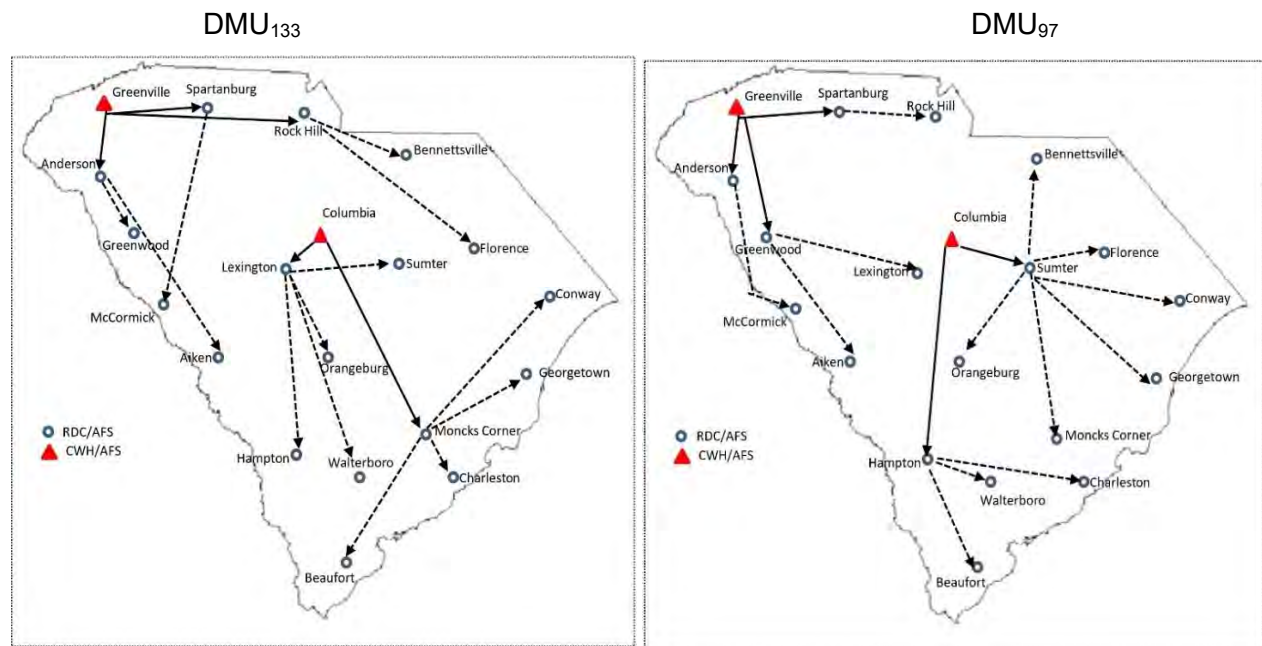 DMU133
DMU97
Greenville
Spartanburg
Rock Hill
Anderson
Bennettsville
Greenwood
Columbia
Florence
Lexington
Sumter
McCormick
Conway
Aiken
Orangeburg
Georgetown
RDC/AFS
CWH/AFS
Moncks Corner
Hampton
Walterboro
Charleston
Beaufort
Greenville
Spartanburg
Rock Hill
Anderson
Bennettsville
Greenwood
Columbia
Florence
Lexington
Sumter
McCormick
Conway
Aiken
Orangeburg
Georgetown
RDC/AFS
CWH/AFS
Moncks Corner
Hampton
Walterboro
Charleston
Beaufort